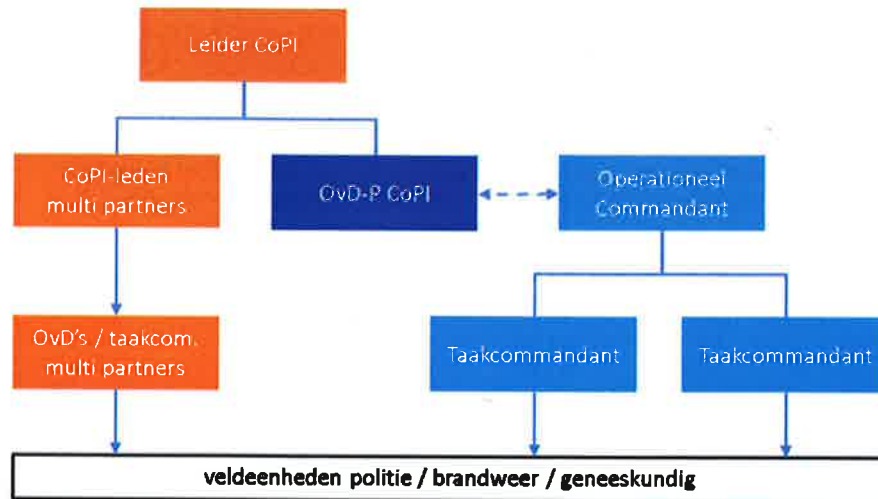 Leider CoPI
CoPI-leden
multi partners
OvD-P CoPI
Operationeel
Commandant
OvD's / taakcom.
multi partners
Taakcommandant
Taakcommandant
veldeenheden politie / brandweer / geneeskundig